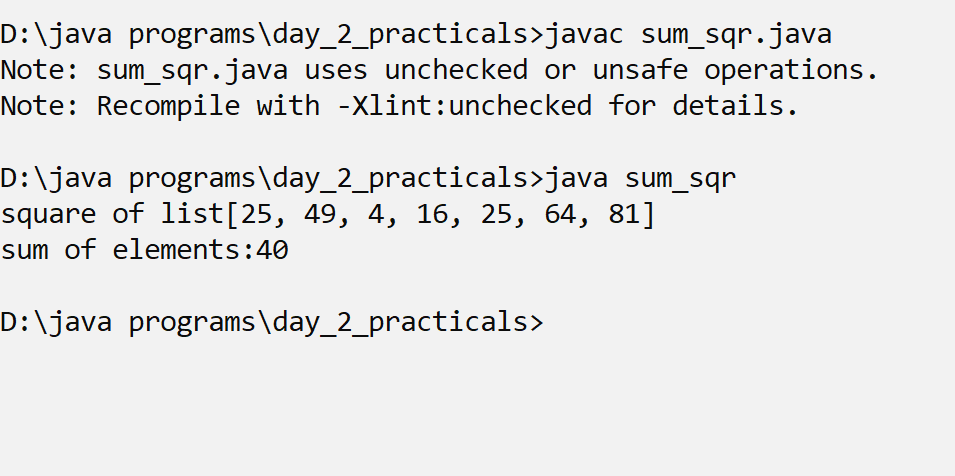 D:\java programs\day_2_practicals>javac sum_sqr.java
Note: sum_sqr.java uses unchecked or unsafe operations.
Note: Recompile with -Xlint:unchecked for details.
D:\java programs\day_2_practicals>java sum_sqr
square of list[25, 49, 4, 16, 25, 64, 81]
sum of elements:40
D:\java programs\day_2_practicals>